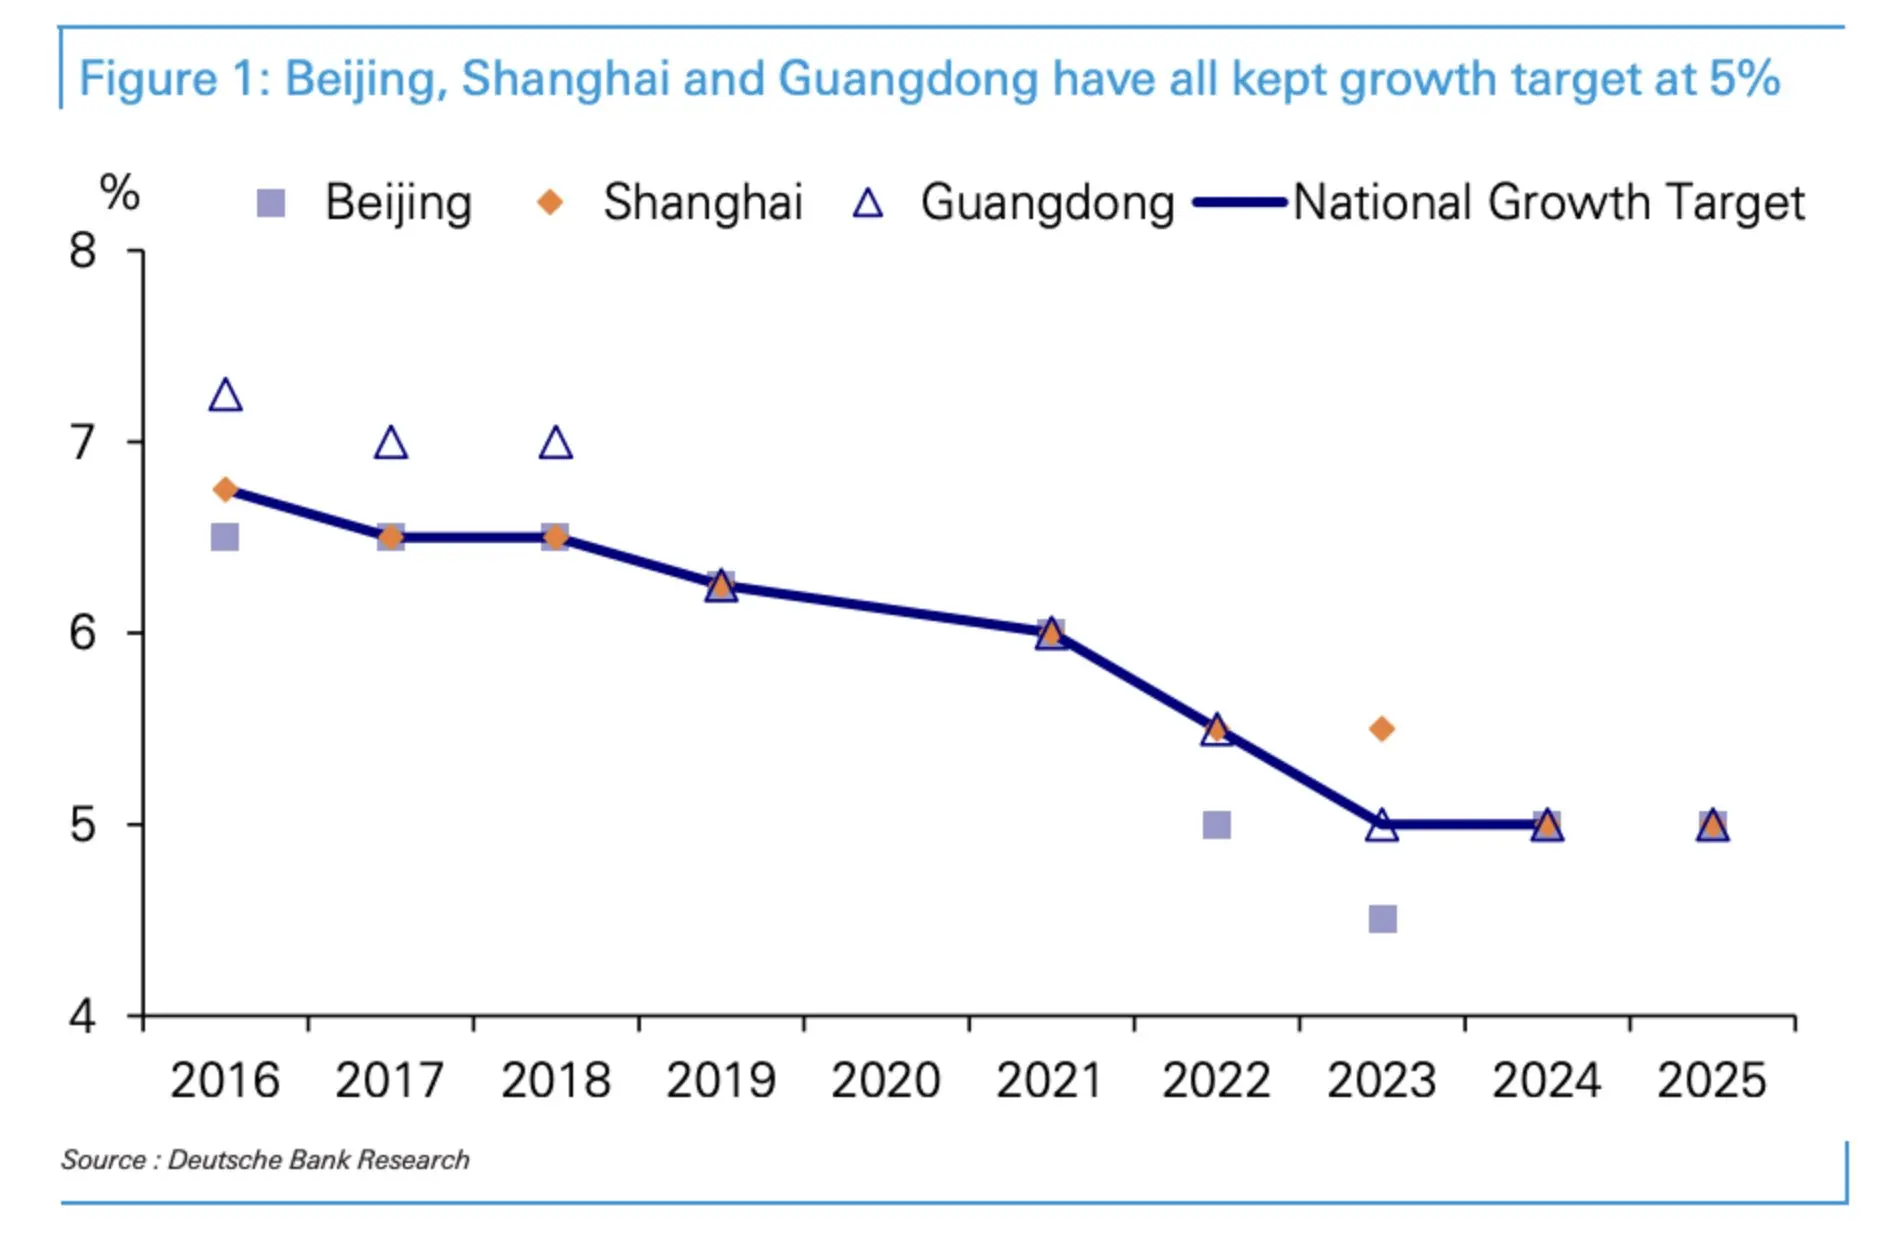 Figure 1: Beijing, Shanghai and Guangdong have all kept growth target at 5%
%
Beijing Shanghai Guangdong National Growth Target
8
7
6
5
4
2016 2017 2018 2019 2020 2021 2022 2023 2024 2025
Source : Deutsche Bank Research